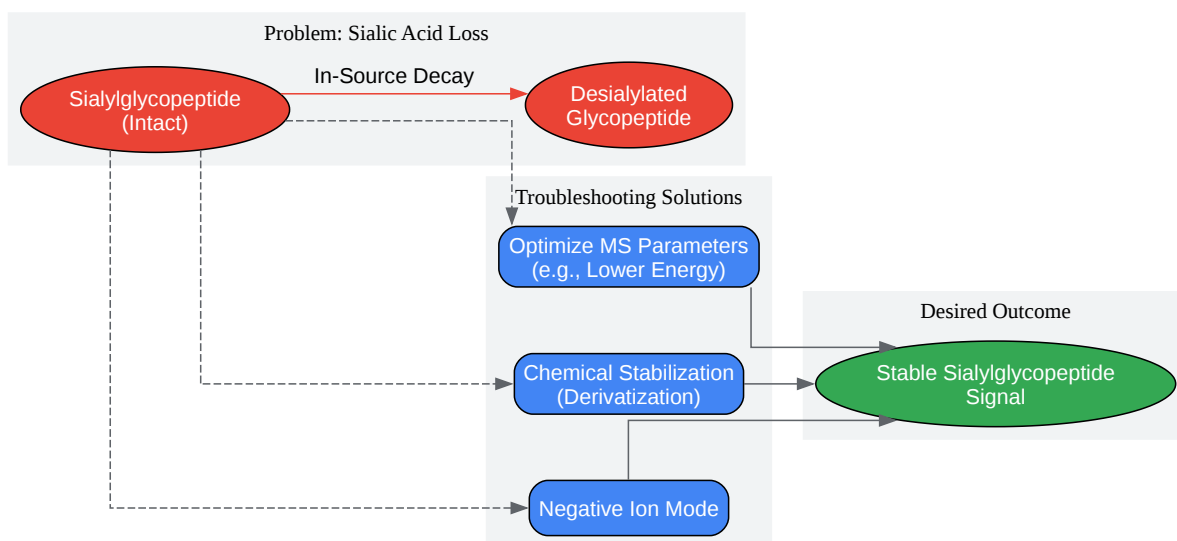 Problem: Sialic Acid Loss
In-Source Decay
Sialylglycopeptide
(Intact)
Desialylated
Glycopeptide
Troubleshooting Solutions
Optimize MS Parameters
(e.g., Lower Energy)
Chemical Stabilization
(Derivatization)
Negative Ion Mode
Desired Outcome
Stable Sialylglycopeptide
Signal